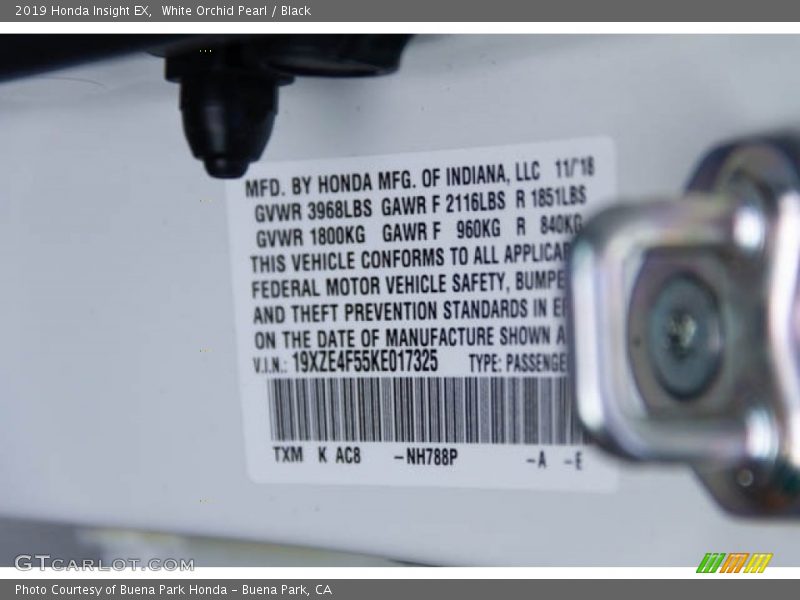 2019 Honda Insight EX, White Orchid Pearl / Black
MFD. BY HONDA MFG. OF INDIANA, LLC 11/'18
GVWR 3968LBS GAWR F 2116LBS R 1851LBS
GVWR 1800KG GAWR F 960KG R 840KG
THIS VEHICLE CONFORMS TO ALL
FEDERAL MOTOR VEHICLE SAFETY,
AND THEFT PREVENTION STANDARDS IN
ON THE DATE OF MANUFACTURE SHOWN
V.I.N.: 19XZE4F55KE017325 TYPE:
TXM K AC8 -NH788P -A -E
GTCARLOT.COM
Photo Courtesy of Buena Park Honda - Buena Park, CA